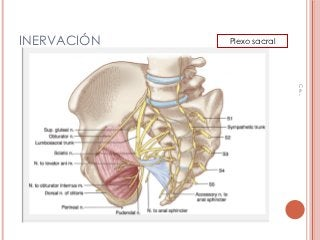 INERVACIÓN
Plexo sacral
Sup. gluteal n.
Obturator n.
Lumbosacral trunk
Sciatic n.
N. to levator ani m.
N. to obturator internus m.
Dorsal n. of
Perineal n.
Pudendal n.
N. to anal sphincter
Accessory n. to
anal sphincter
S1
Sympathetic trunk
S2
S3
S4
S5